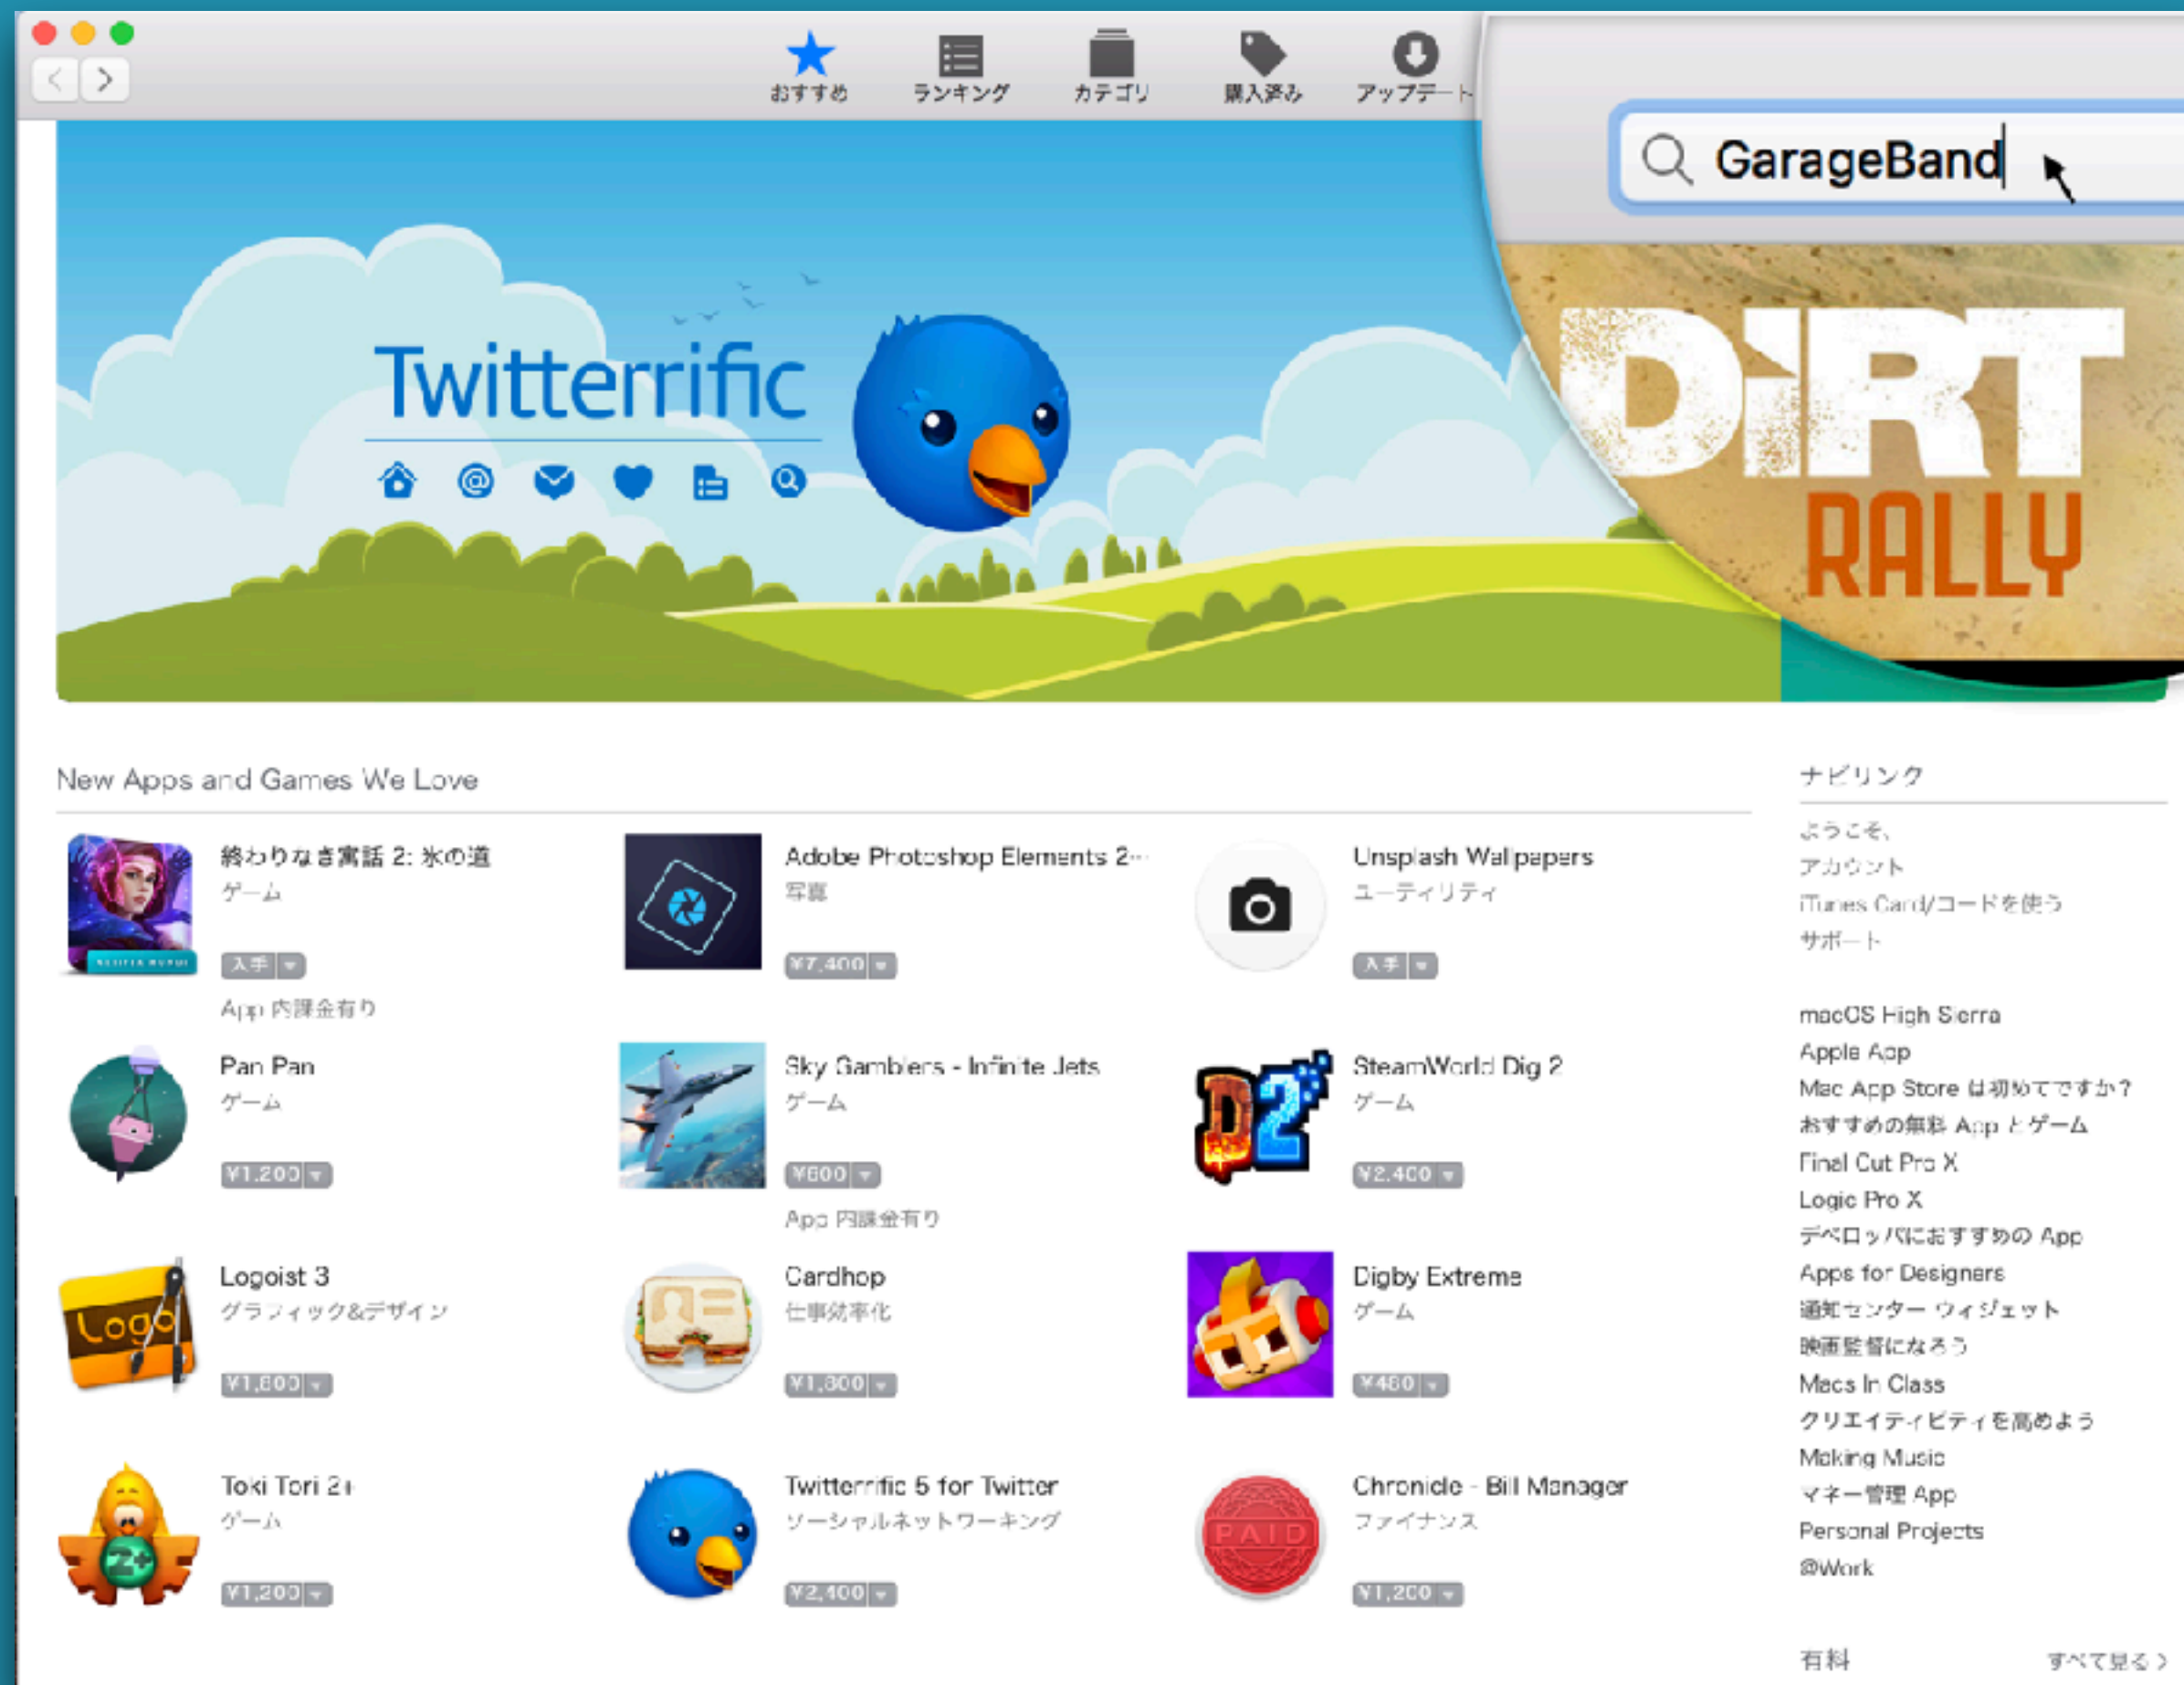 おすすめ
ランキング
カテゴリ
購入済み
アップデート
GarageBand
Twitterrific
DiRT
RALLY
New Apps and Games We Love
終わりなき寓話 2: 氷の道
ゲーム
入手
App 内課金有り
Adobe Photoshop Elements 2…
写真
¥7,400
Unsplash Wallpapers
ユーティリティ
入手
Pan Pan
ゲーム
¥1,200
Sky Gamblers - Infinite Jets
ゲーム
¥600
App 内課金有り
SteamWorld Dig 2
ゲーム
¥2,400
Logoist 3
グラフィック&デザイン
Logo
¥1,800
Cardhop
仕事効率化
¥1,800
Digby Extreme
ゲーム
¥480
Toki Tori 2+
ゲーム
2+
¥1,200
Twitterrific 5 for Twitter
ソーシャルネットワーキング
¥2,400
Chronicle - Bill Manager
ファイナンス
PAID
¥1,200
ナビリンク
ようこそ、
アカウント
iTunes Card/コードを使う
サポート
macOS High Sierra
Apple App
Mac App Store は初めてですか？
おすすめの無料 App とゲーム
Final Cut Pro X
Logic Pro X
デベロッパにおすすめの App
Apps for Designers
通知センター ウィジェット
映画監督になろう
Macs In Class
クリエイティビティを高めよう
Making Music
マネー管理 App
Personal Projects
@Work
有料
すべて見る >